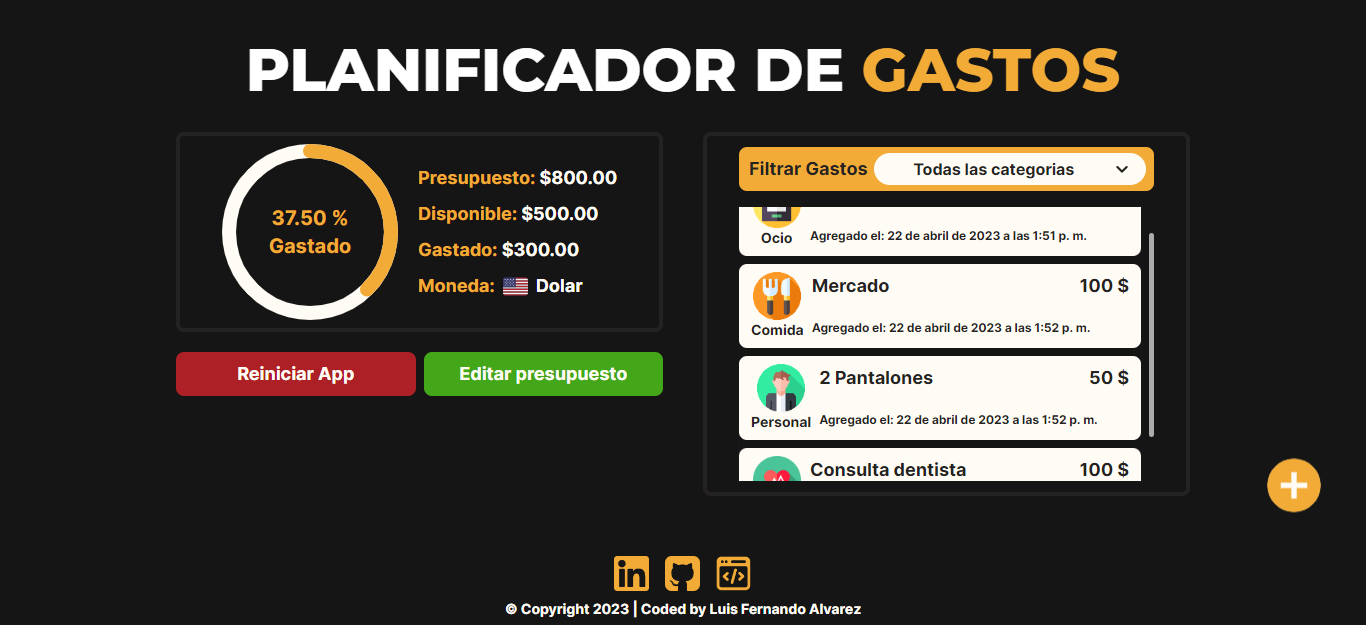 PLANIFICADOR DE GASTOS
37.50 %
Gastado
Presupuesto: $800.00
Disponible: $500.00
Gastado: $300.00
Moneda: Dolar
Reiniciar App
Editar presupuesto
Filtrar Gastos
Todas las categorias
Ocio
Agregado el: 22 de abril de 2023 a las 1:51 p. m.
Mercado
100 $
Comida
Agregado el: 22 de abril de 2023 a las 1:52 p. m.
2 Pantalones
50 $
Personal
Agregado el: 22 de abril de 2023 a las 1:52 p. m.
Consulta dentista
100 $
in
© Copyright 2023 | Coded by Luis Fernando Alvarez